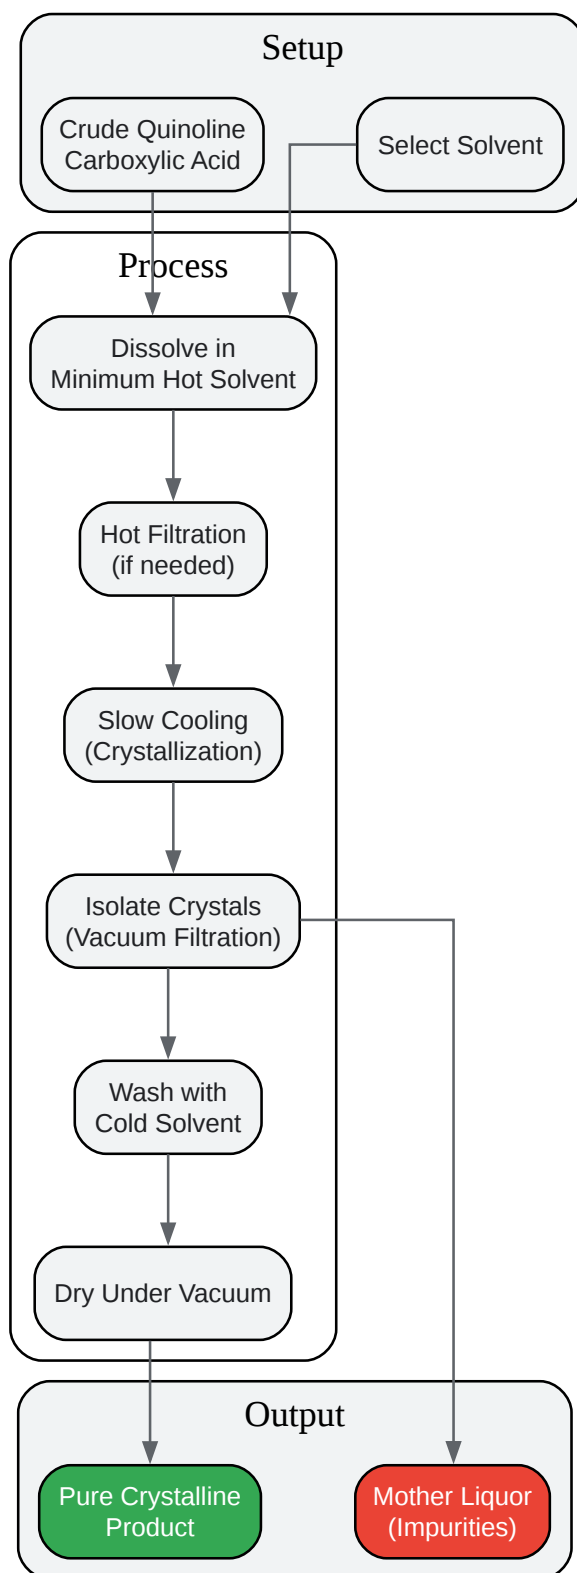 Setup
Crude Quinoline
Carboxylic Acid
Select Solvent
Process
Dissolve in
Minimum Hot Solvent
Hot Filtration
(if needed)
Slow Cooling
(Crystallization)
Isolate Crystals
(Vacuum Filtration)
Wash with
Cold Solvent
Dry Under Vacuum
Output
Pure Crystalline
Product
Mother Liquor
(Impurities)